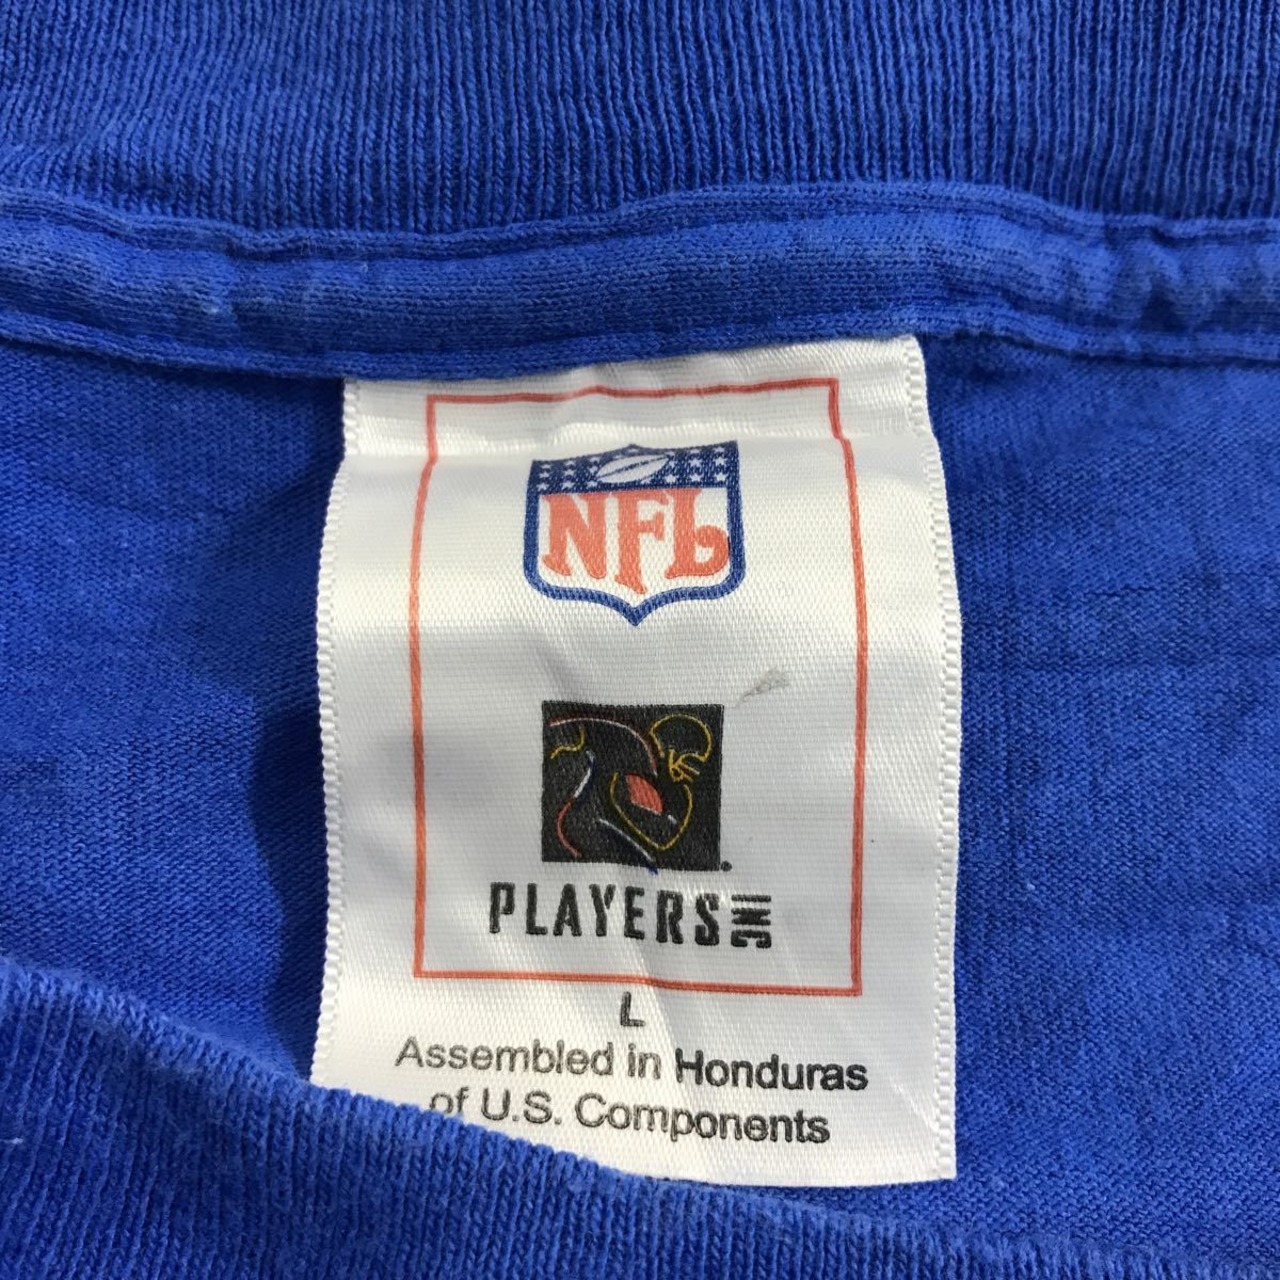 NFL
PLAYERS INC
L
Assembled in Honduras
of U.S. Components